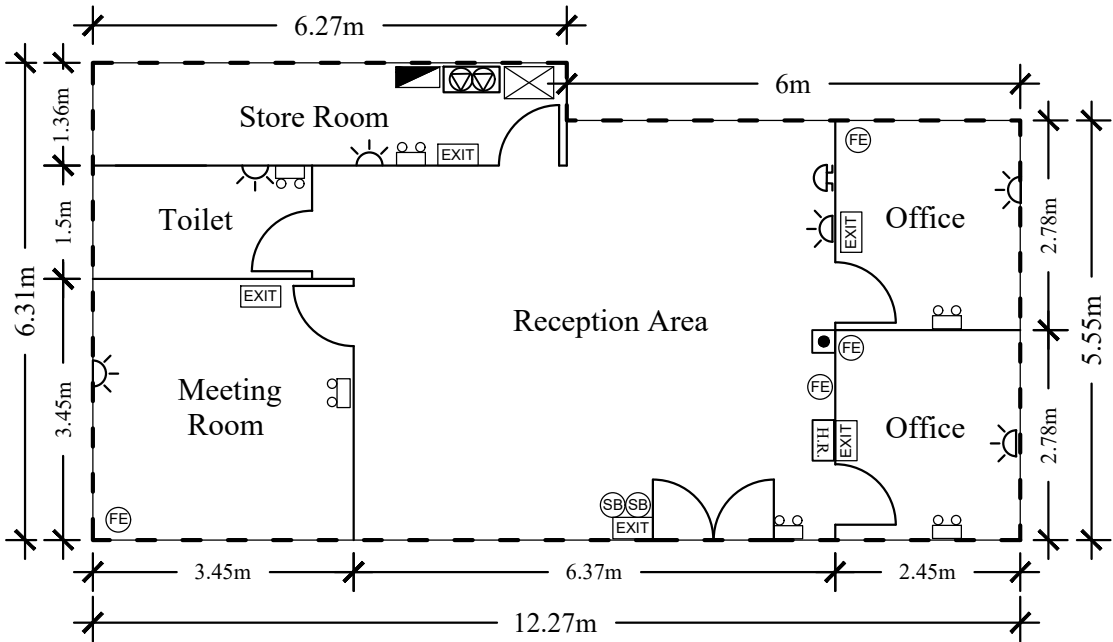 6.27m
6m
1.36m
Store Room
EXIT
FE
1.5m
Toilet
Office
EXIT
2.78m
6.31m
EXIT
Reception Area
5.55m
FE
FE
3.45m
Meeting
Room
H.R.
EXIT
Office
2.78m
FE
SB
SB
EXIT
3.45m
6.37m
2.45m
12.27m